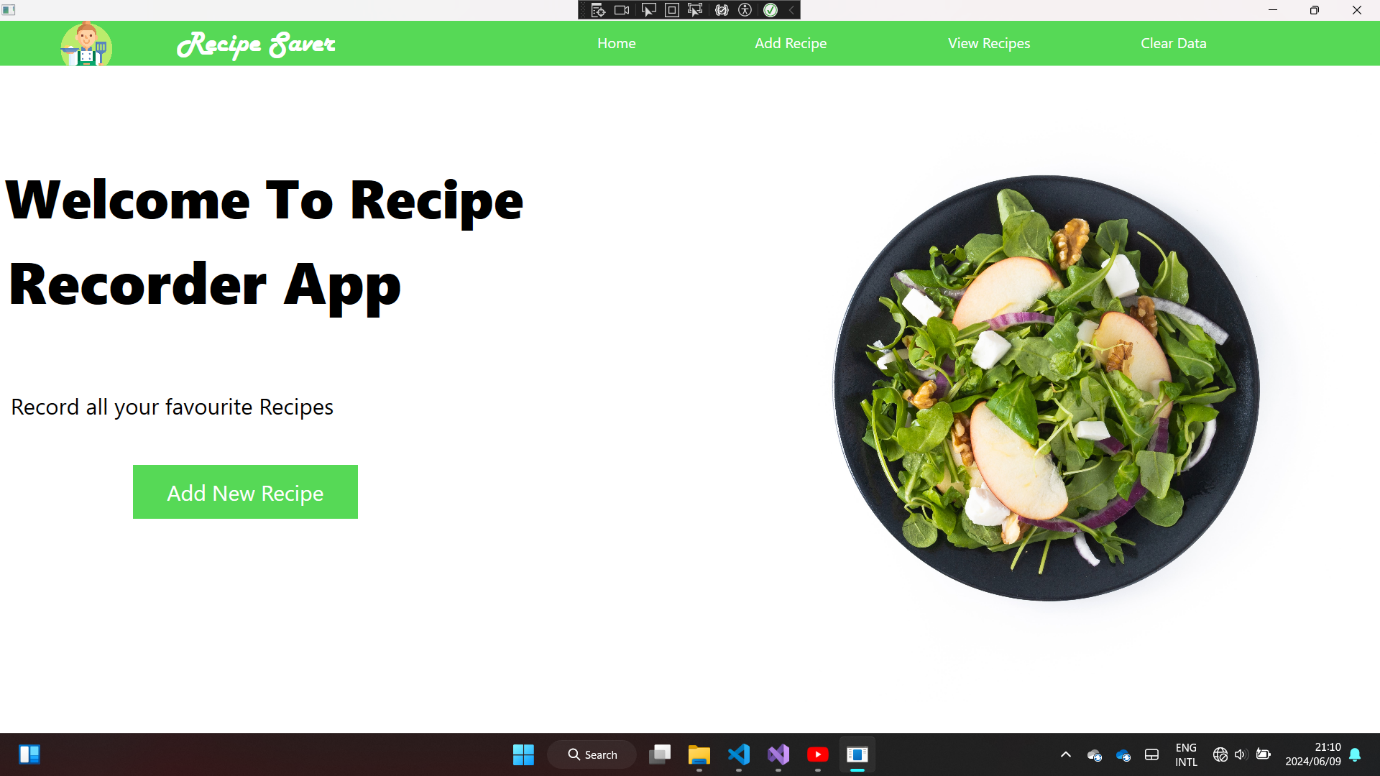 Recipe Saver
Home
Add Recipe
View Recipes
Clear Data
Welcome To Recipe
Recorder App
Record all your favourite Recipes
Add New Recipe
Search
ENG
INTL
21:10
2024/06/09